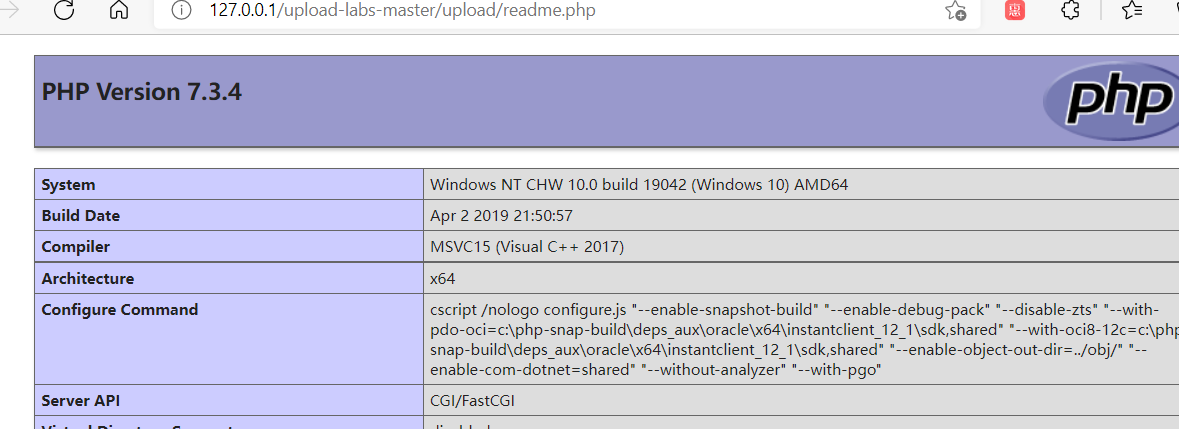 127.0.0.1/upload-labs-master/upload/readme.php
PHP Version 7.3.4
php
System
Windows NT CHW 10.0 build 19042 (Windows 10) AMD64
Build Date
Apr 2 2019 21:50:57
Compiler
MSVC15 (Visual C++ 2017)
Architecture
x64
Configure Command
cscript /nologo configure.js "--enable-snapshot-build" "--enable-debug-pack" "--disable-zts" "--with-
pdo-oci=c:\php-snap-build\deps_aux\oracle\x64\instantclient_12_1\sdk,shared" "--with-oci8-12c=c:\php
snap-build\deps_aux\oracle\x64\instantclient_12_1\sdk,shared" "--enable-object-out-dir=../obj/" "--
enable-com-dotnet=shared" "--without-analyzer" "--with-pgo"
Server API
CGI/FastCGI